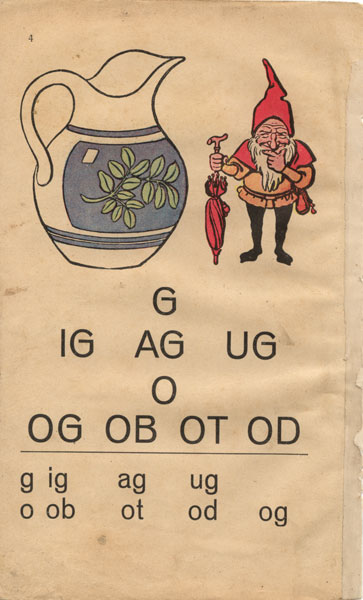 4
G
IG AG UG
O
OG OB OT OD
g ig ag ug
o ob ot od og